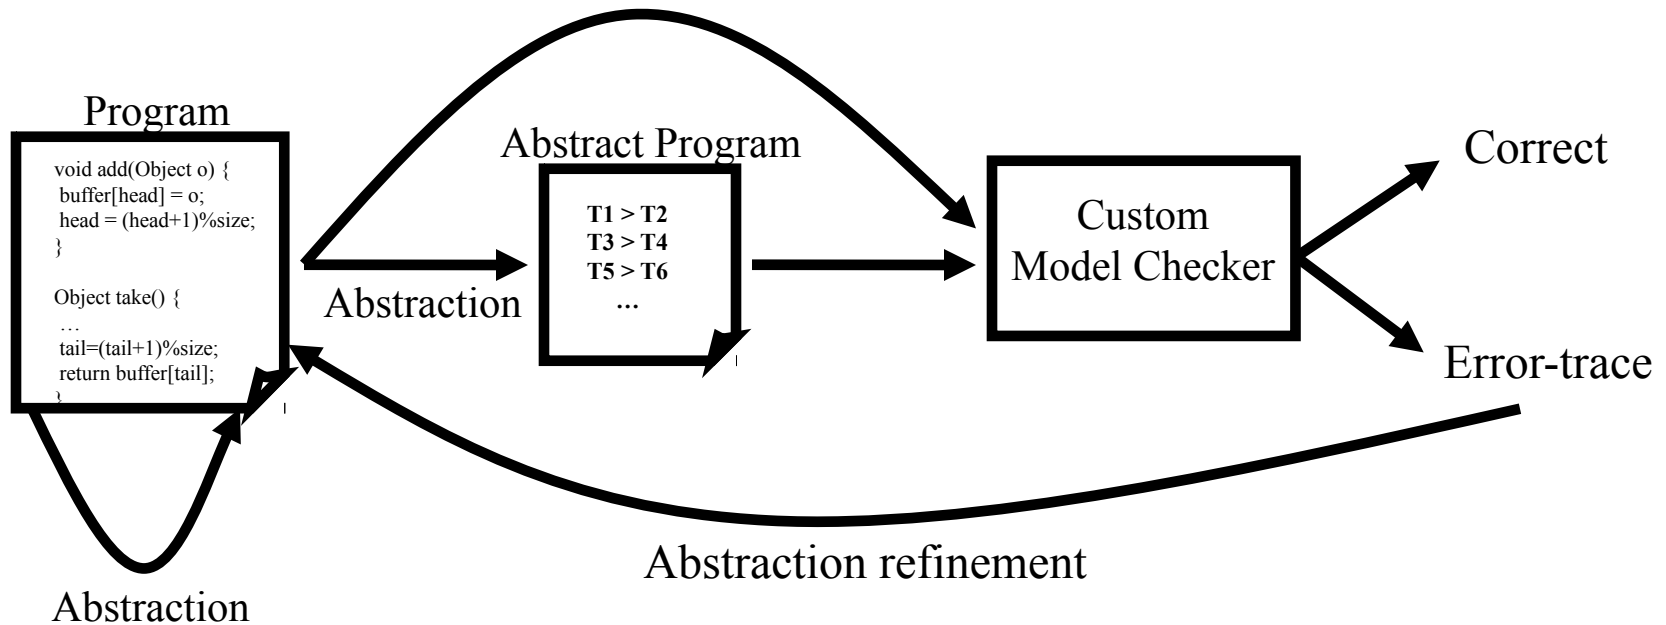 Program
void add(Object o) {
buffer[head] = o;
head = (head+1)%size;
}
Object take() {
…
tail=(tail+1)%size;
return buffer[tail];
}
Abstraction
Abstraction
Abstract Program
T1 > T2
T3 > T4
T5 > T6
...
Custom
Model Checker
Correct
Error-trace
Abstraction refinement